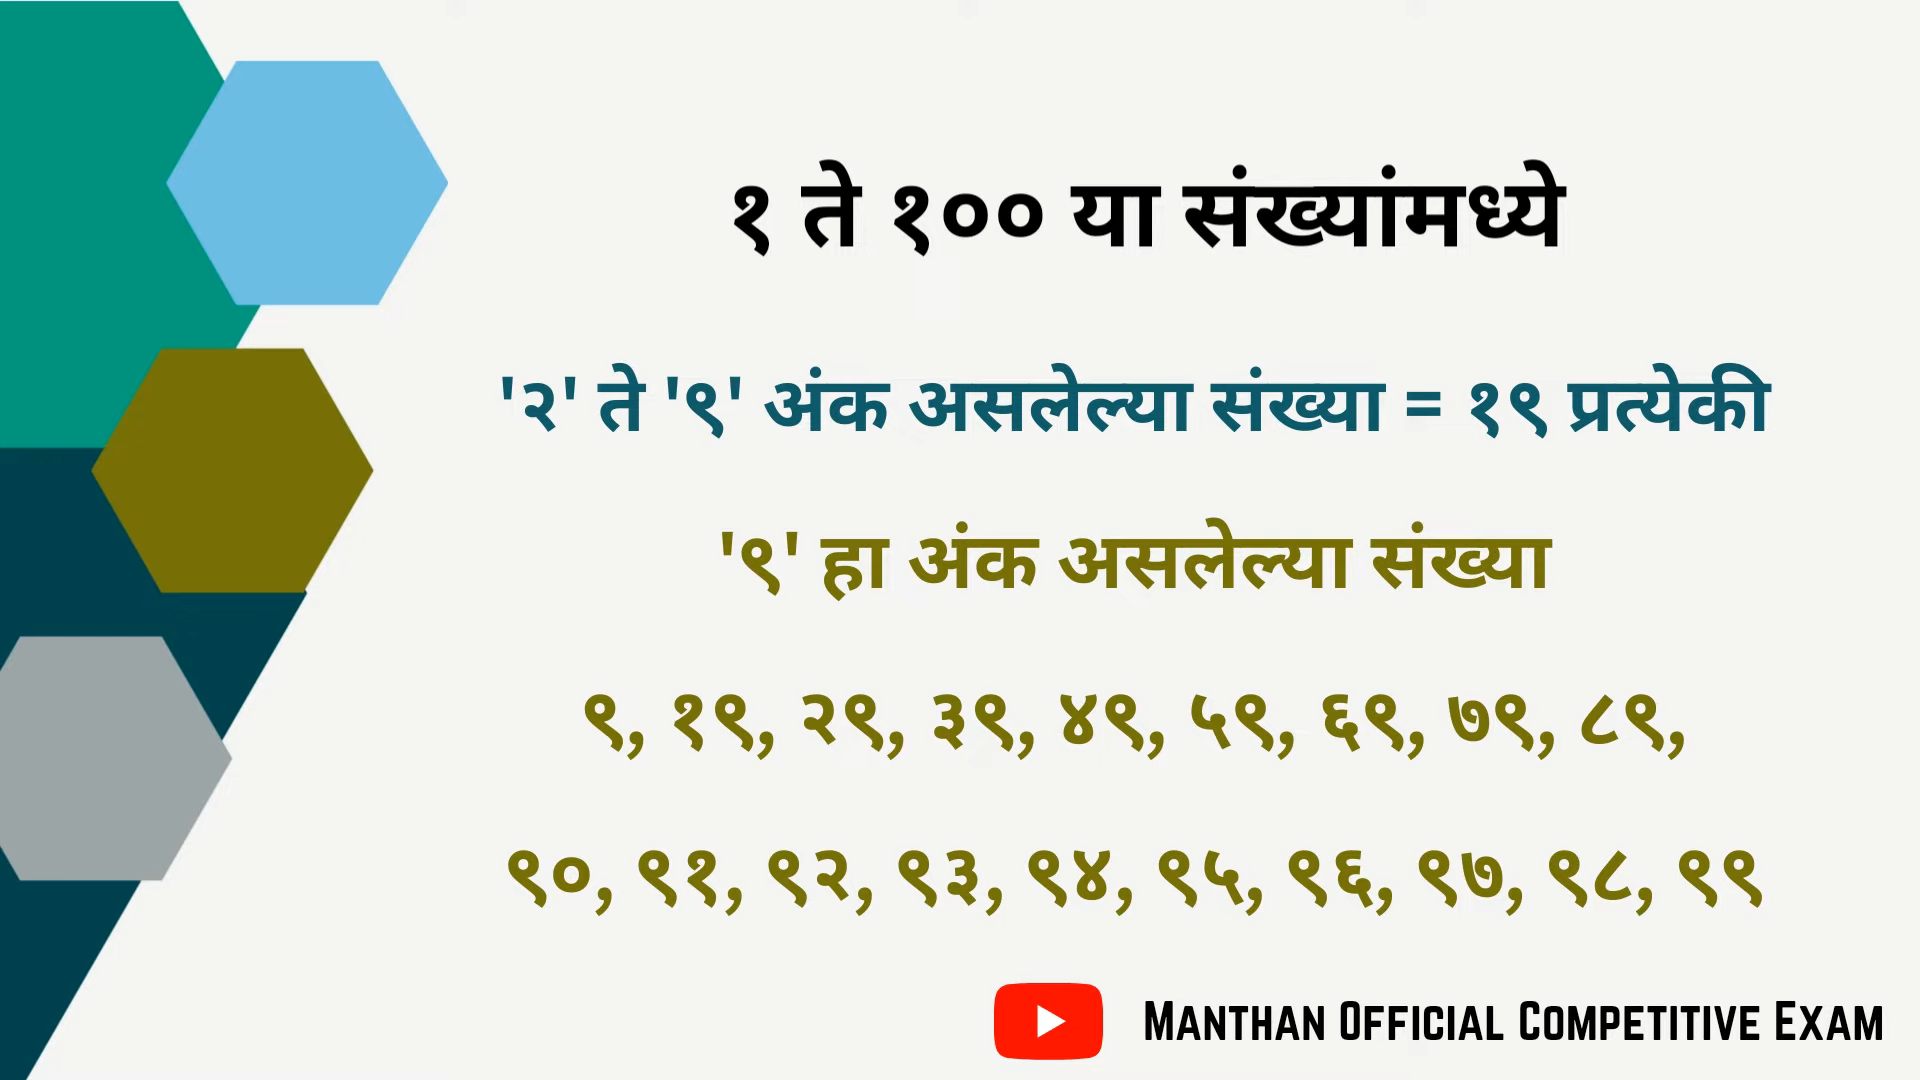 १ ते १०० या संख्यांमध्ये
'२' ते '९' अंक असलेल्या संख्या = १९ प्रत्येकी
'९' हा अंक असलेल्या संख्या
९, १९, २९, ३९, ४९, ५९, ६९, ७९, ८९,
९०, ९१, ९२, ९३, ९४, ९५, ९६, ९७, ९८, ९९
MANTHAN OFFICIAL COMPETITIVE EXAM